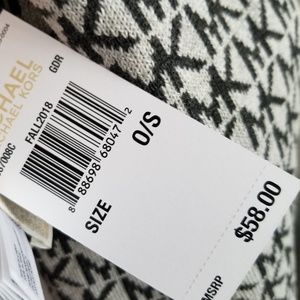 MICHAEL
MICHAEL KORS
FALL2018
GDR
8 88698 68047 2
SIZE
O/S
MSRP
$58.00